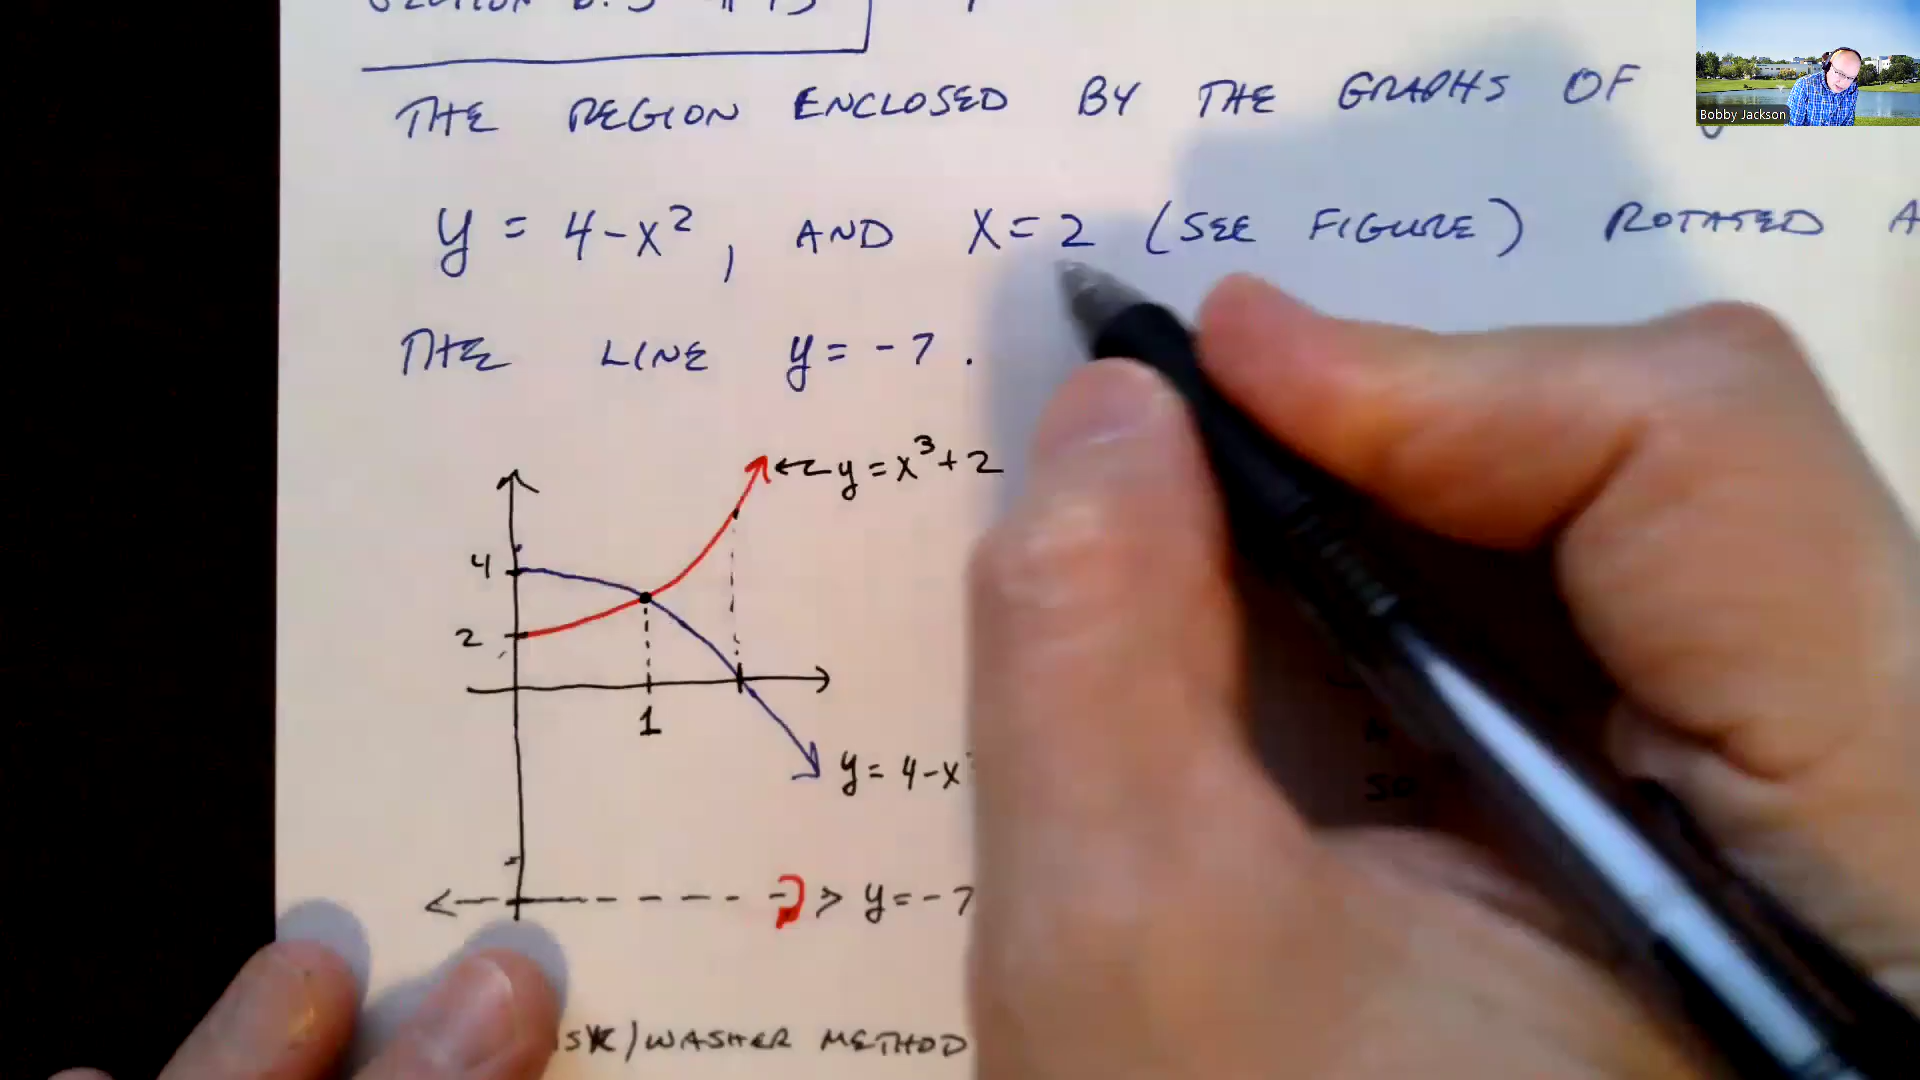 THE REGION ENCLOSED BY THE GRAPHS OF
Bobby Jackson
y = 4-x², AND x=2 (SEE FIGURE) ROTATED A
THE LINE y = -7.
y = x³+2
4
2
1
y = 4-x
y = -7
SK/WASHER METHOD